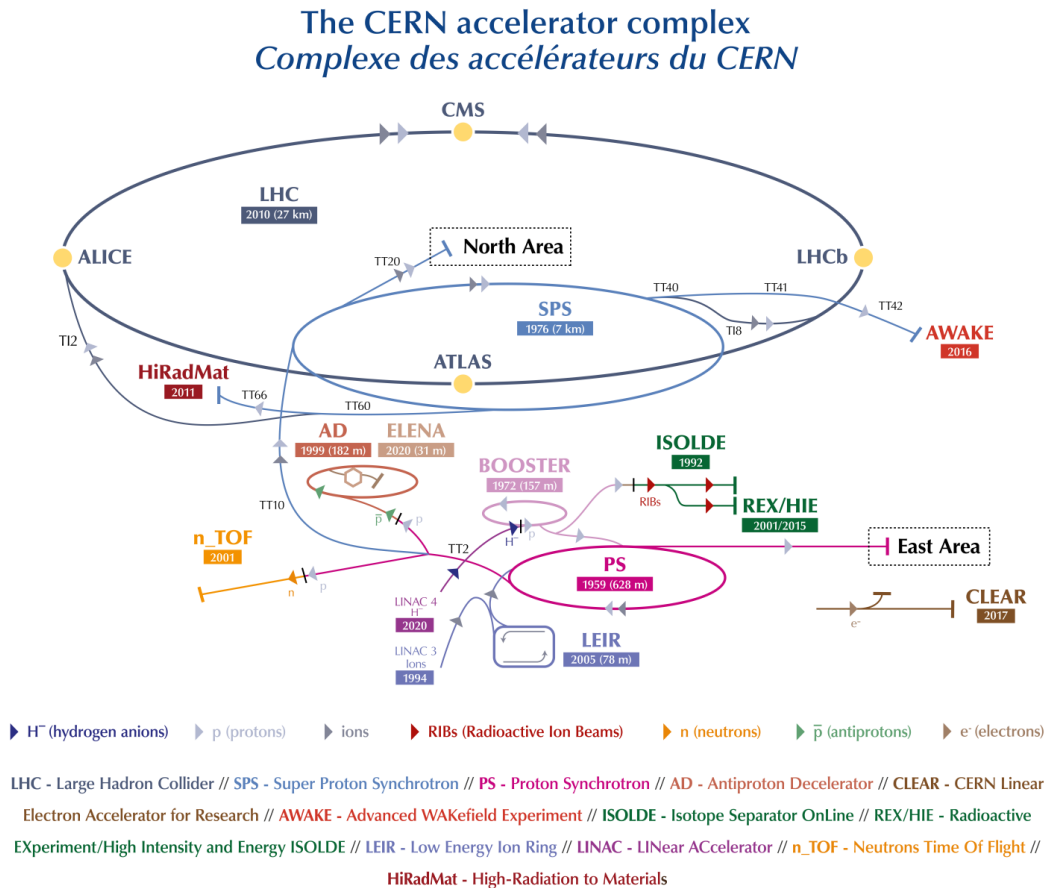 The CERN accelerator complex
Complexe des accélérateurs du CERN
CMS
LHC
2010 (27 km)
North Area
TT20
ALICE
LHCb
TT40
TT41
SPS
1976 (7 km)
TT42
TI8
AWAKE
2016
TI2
ATLAS
HiRadMat
2011
TT66
TT60
AD
1999 (182 m)
ELENA
2020 (31 m)
ISOLDE
1992
BOOSTER
1972 (157 m)
RIBs
REX/HIE
2001/2015
TT10
p̅
p
H⁻
p
n_TOF
2001
TT2
East Area
PS
1959 (628 m)
n
p
LINAC 4
H⁻
2020
CLEAR
2017
e⁻
LINAC 3
Ions
1994
LEIR
2005 (78 m)
H⁻ (hydrogen anions)
p (protons)
ions
RIBs (Radioactive Ion Beams)
n (neutrons)
p̅ (antiprotons)
e⁻ (electrons)
LHC - Large Hadron Collider // SPS - Super Proton Synchrotron // PS - Proton Synchrotron // AD - Antiproton Decelerator // CLEAR - CERN Linear
Electron Accelerator for Research // AWAKE - Advanced WAKefield Experiment // ISOLDE - Isotope Separator OnLine // REX/HIE - Radioactive
EXperiment/High Intensity and Energy ISOLDE // LEIR - Low Energy Ion Ring // LINAC - LINear ACcelerator // n_TOF - Neutrons Time Of Flight //
HiRadMat - High-Radiation to Materials